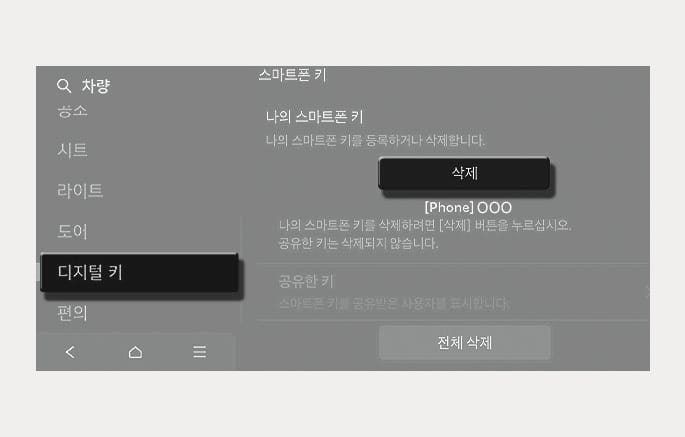 차량
공조
시트
라이트
도어
디지털 키
편의
스마트폰 키
나의 스마트폰 키
나의 스마트폰 키를 등록하거나 삭제합니다.
삭제
[Phone] OOO
나의 스마트폰 키를 삭제하려면 [삭제] 버튼을 누르십시오.
공유한 키는 삭제되지 않습니다.
공유한 키
스마트폰 키를 공유받은 사용자를 표시합니다.
전체 삭제